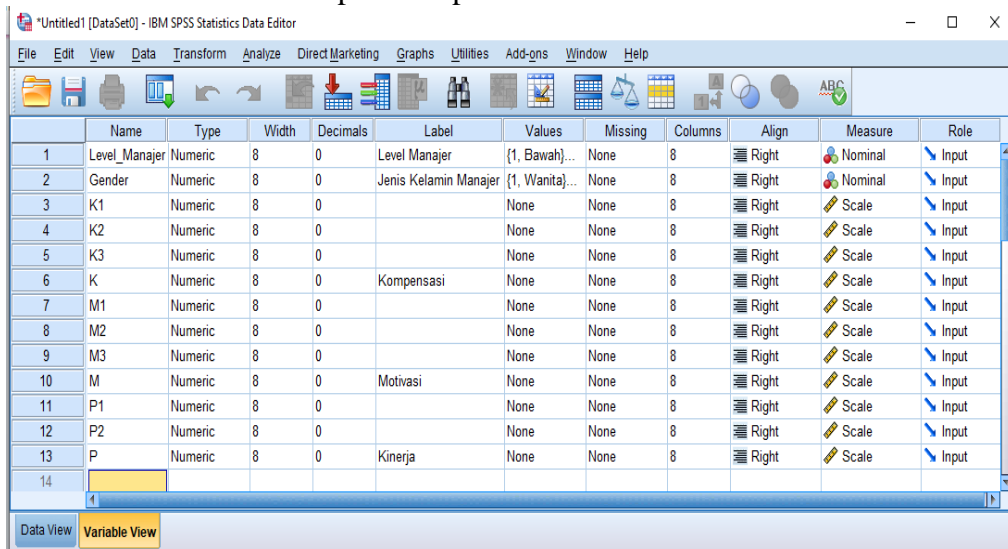 *Untitled1 [DataSet0] - IBM SPSS Statistics Data Editor
File Edit View Data Transform Analyze Direct Marketing Graphs Utilities Add-ons Window Help
Name Type Width Decimals Label Values Missing Columns Align Measure Role
1 Level_Manajer Numeric 8 0 Level Manajer {1, Bawah}... None 8 Right Nominal Input
2 Gender Numeric 8 0 Jenis Kelamin Manajer {1, Wanita}... None 8 Right Nominal Input
3 K1 Numeric 8 0 None None 8 Right Scale Input
4 K2 Numeric 8 0 None None 8 Right Scale Input
5 K3 Numeric 8 0 None None 8 Right Scale Input
6 K Numeric 8 0 Kompensasi None None 8 Right Scale Input
7 M1 Numeric 8 0 None None 8 Right Scale Input
8 M2 Numeric 8 0 None None 8 Right Scale Input
9 M3 Numeric 8 0 None None 8 Right Scale Input
10 M Numeric 8 0 Motivasi None None 8 Right Scale Input
11 P1 Numeric 8 0 None None 8 Right Scale Input
12 P2 Numeric 8 0 None None 8 Right Scale Input
13 P Numeric 8 0 Kinerja None None 8 Right Scale Input
14
Data View Variable View